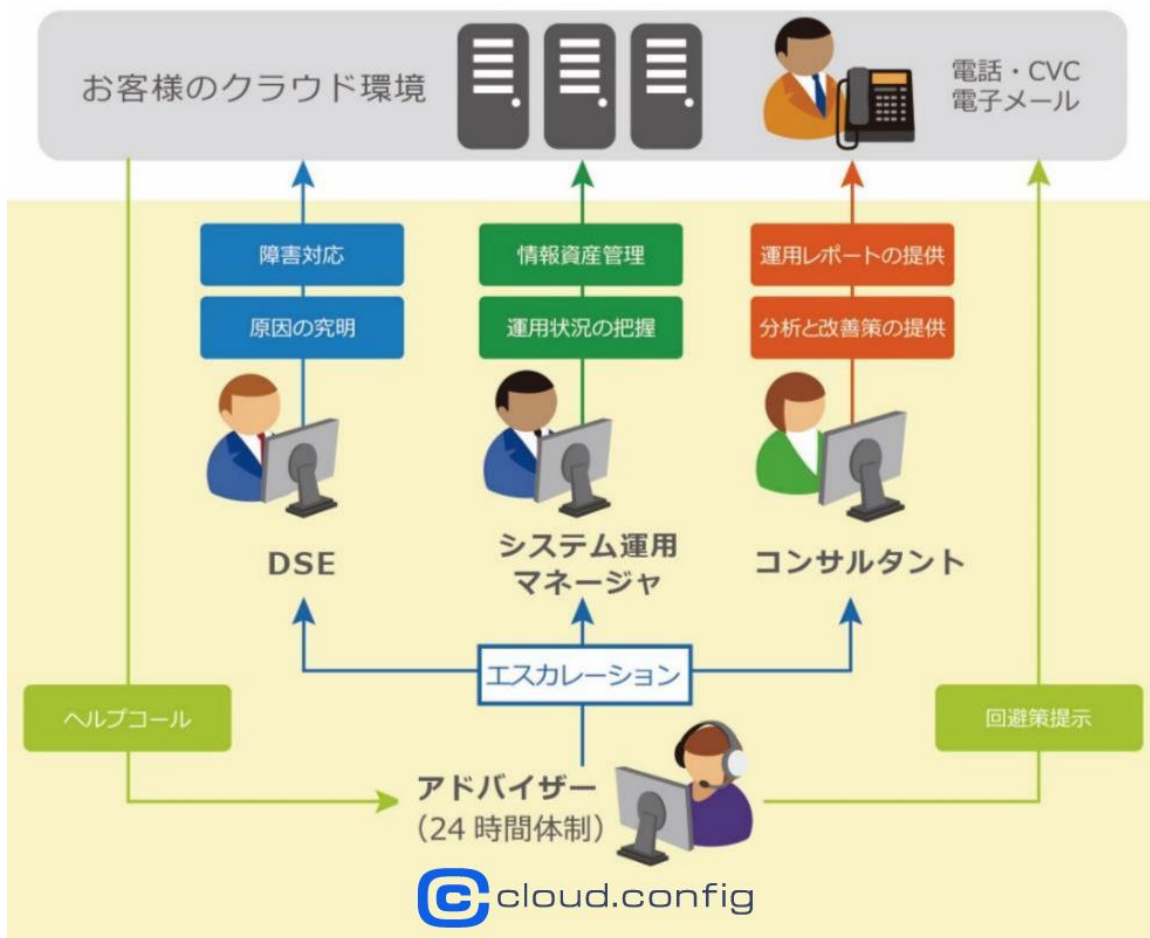 お客様のクラウド環境
電話・CVC
電子メール
障害対応
情報資産管理
運用レポートの提供
原因の究明
運用状況の把握
分析と改善策の提供
DSE
システム運用
マネージャ
コンサルタント
エスカレーション
ヘルプコール
回避策提示
アドバイザー
（24 時間体制）
cloud.config